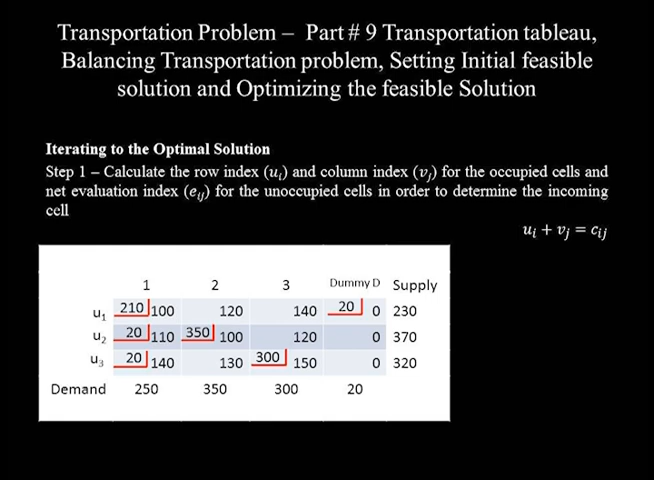 Transportation Problem – Part # 9 Transportation tableau,
Balancing Transportation problem, Setting Initial feasible
solution and Optimizing the feasible Solution
Iterating to the Optimal Solution
Step 1 – Calculate the row index (uᵢ) and column index (vⱼ) for the occupied cells and
net evaluation index (eᵢⱼ) for the unoccupied cells in order to determine the incoming
cell
uᵢ + vⱼ = cᵢⱼ
1 2 3 Dummy D Supply
u₁ 210 100 120 140 20 0 230
u₂ 20 110 350 100 120 0 370
u₃ 20 140 130 300 150 0 320
Demand 250 350 300 20